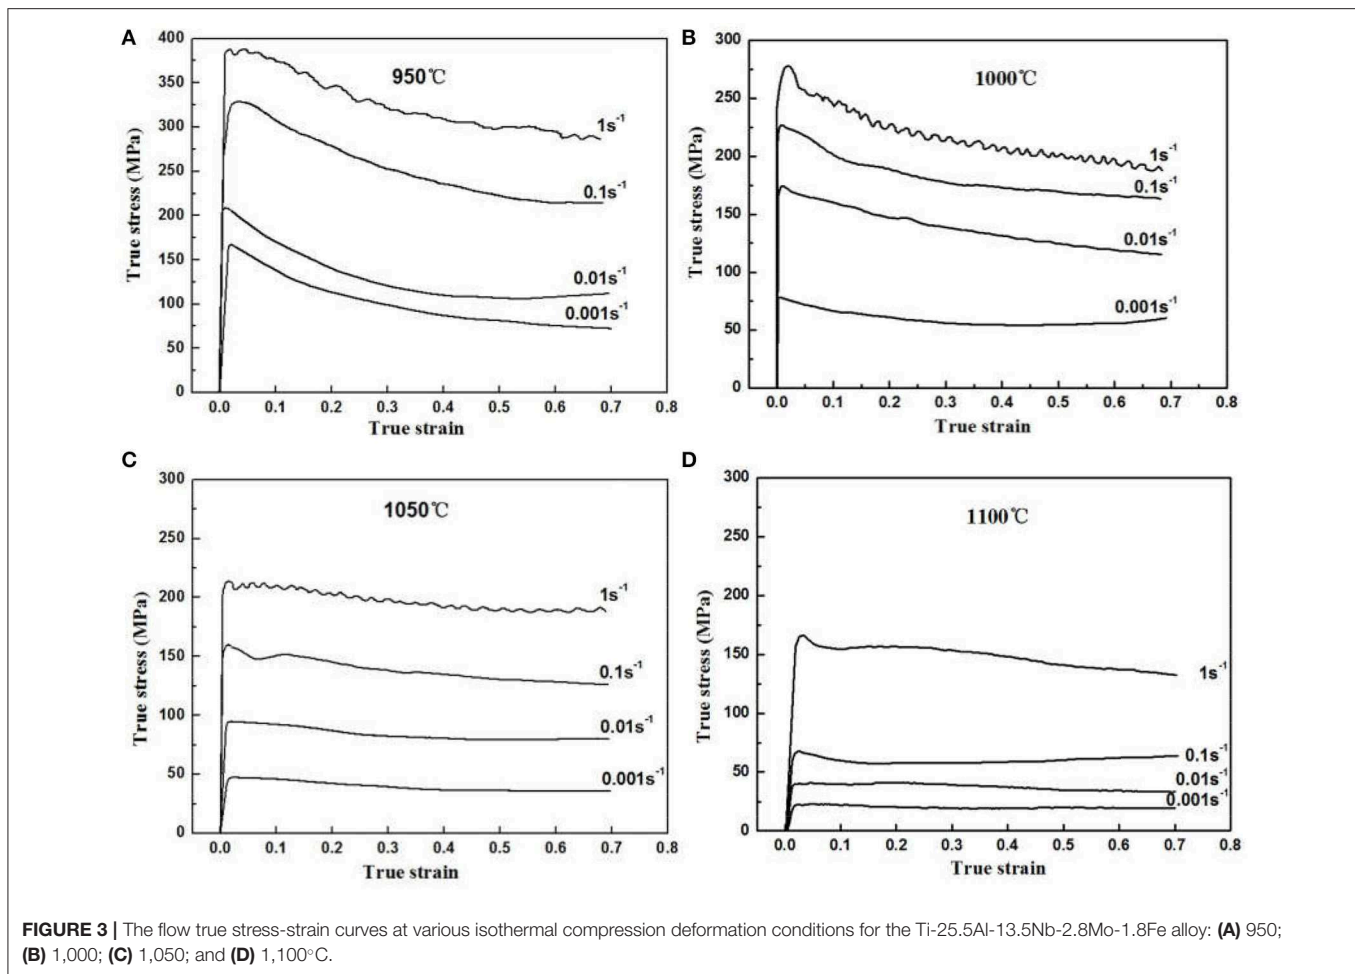 A
950℃
True stress (MPa)
400
350
300
250
200
150
100
50
0
1s⁻¹
0.1s⁻¹
0.01s⁻¹
0.001s⁻¹
0.0 0.1 0.2 0.3 0.4 0.5 0.6 0.7 0.8
True strain
B
1000℃
True stress (MPa)
300
250
200
150
100
50
0
1s⁻¹
0.1s⁻¹
0.01s⁻¹
0.001s⁻¹
0.0 0.1 0.2 0.3 0.4 0.5 0.6 0.7 0.8
True strain
C
1050℃
True stress (MPa)
300
250
200
150
100
50
0
1s⁻¹
0.1s⁻¹
0.01s⁻¹
0.001s⁻¹
0.0 0.1 0.2 0.3 0.4 0.5 0.6 0.7 0.8
True strain
D
1100℃
True stress (MPa)
300
250
200
150
100
50
0
1s⁻¹
0.1s⁻¹
0.01s⁻¹
0.001s⁻¹
0.0 0.1 0.2 0.3 0.4 0.5 0.6 0.7 0.8
True strain
FIGURE 3 | The flow true stress-strain curves at various isothermal compression deformation conditions for the Ti-25.5Al-13.5Nb-2.8Mo-1.8Fe alloy: (A) 950;
(B) 1,000; (C) 1,050; and (D) 1,100°C.